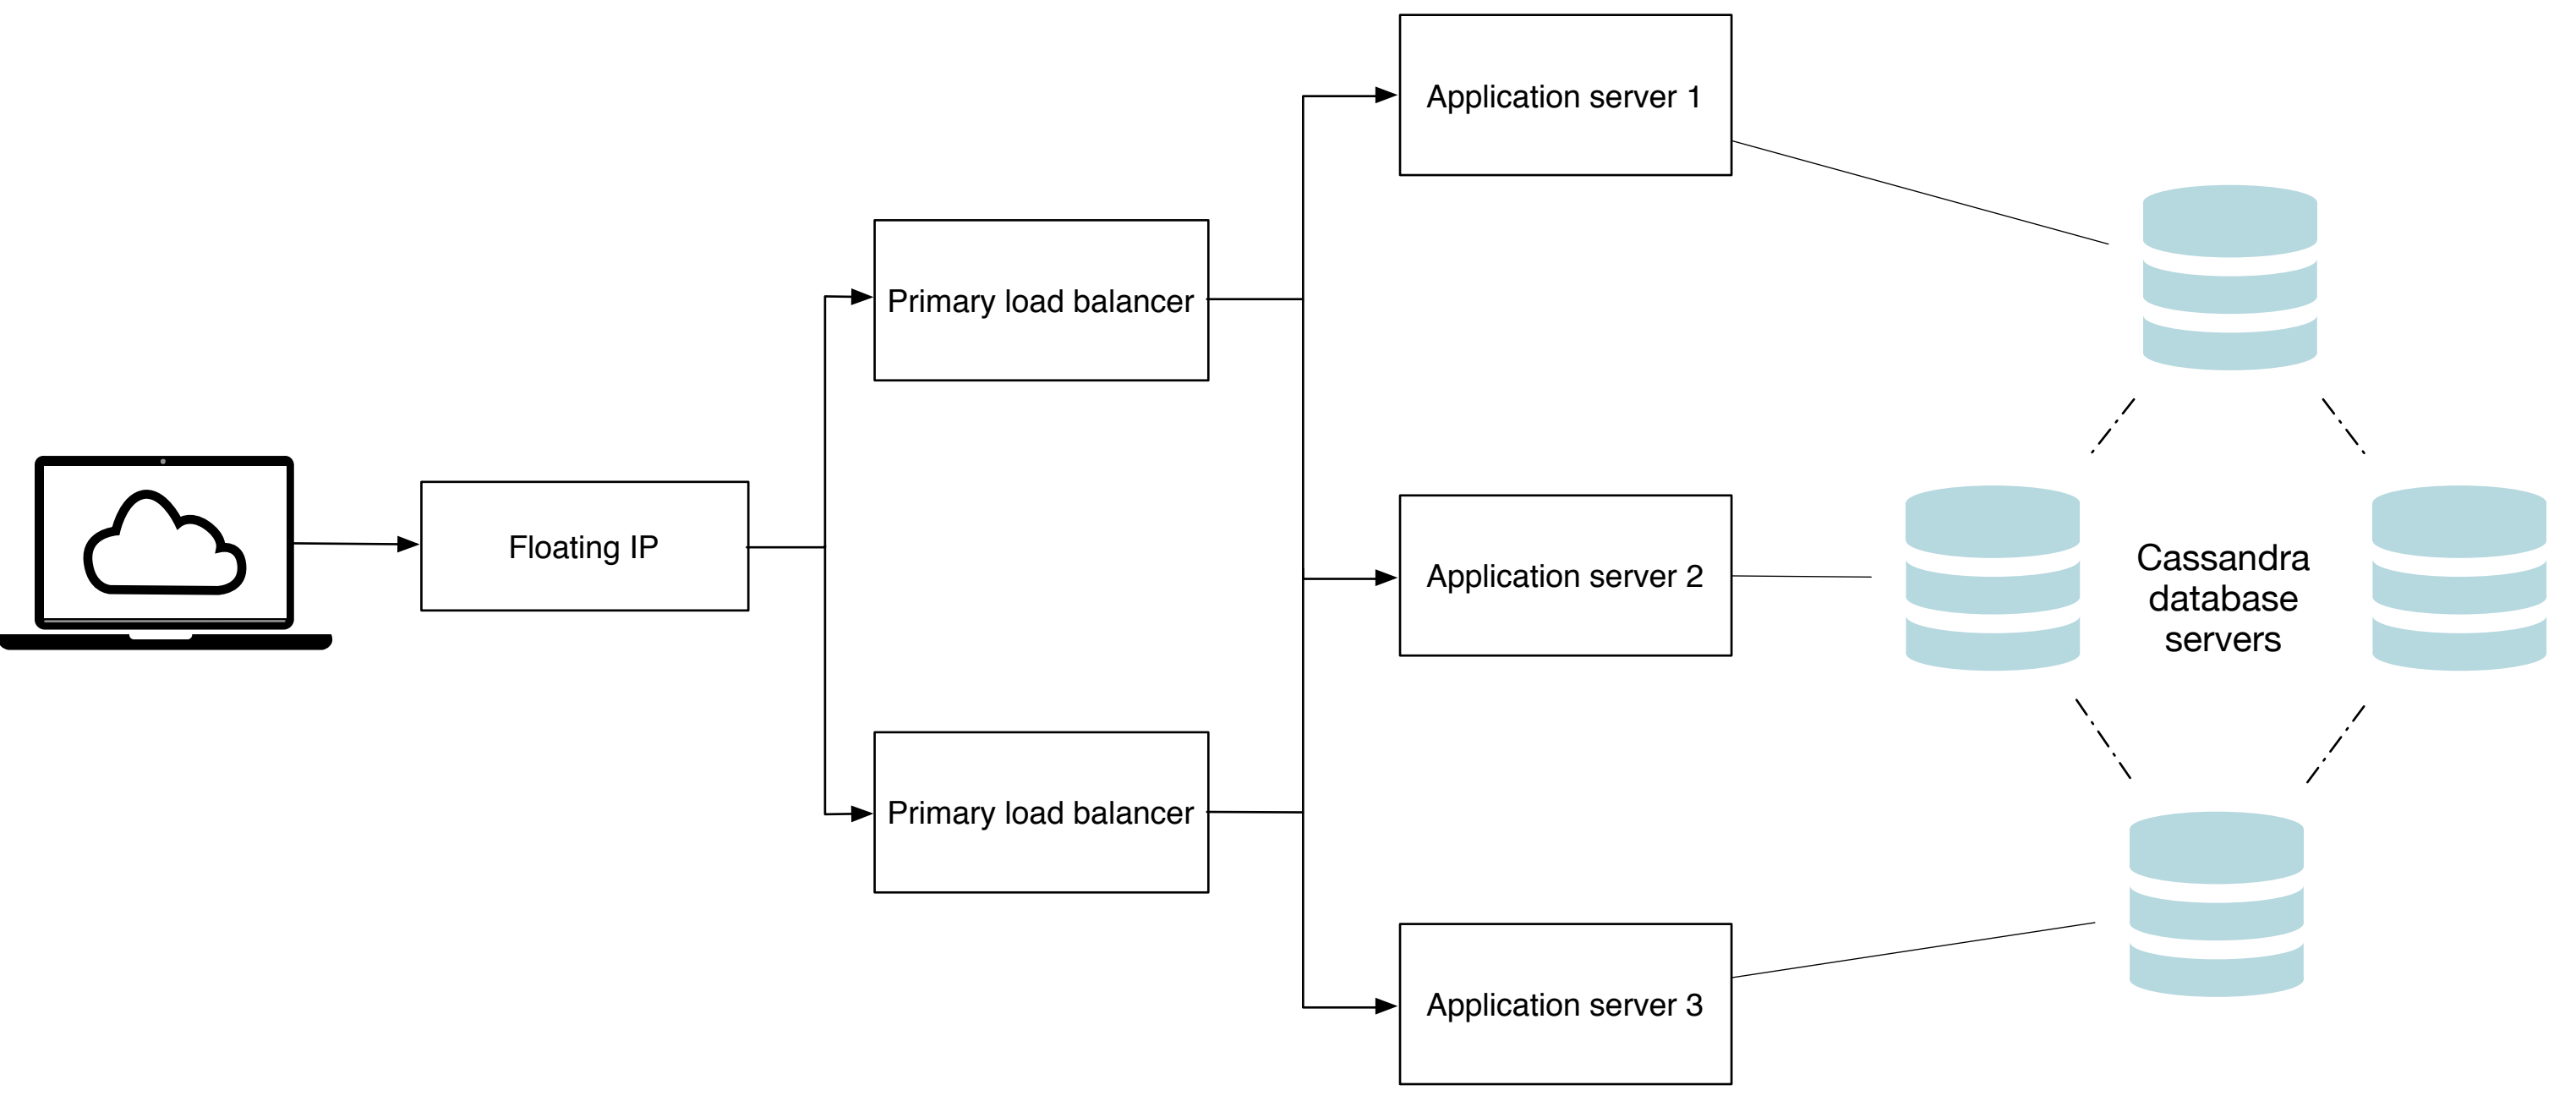 Floating IP
Primary load balancer
Primary load balancer
Application server 1
Application server 2
Application server 3
Cassandra
database
servers